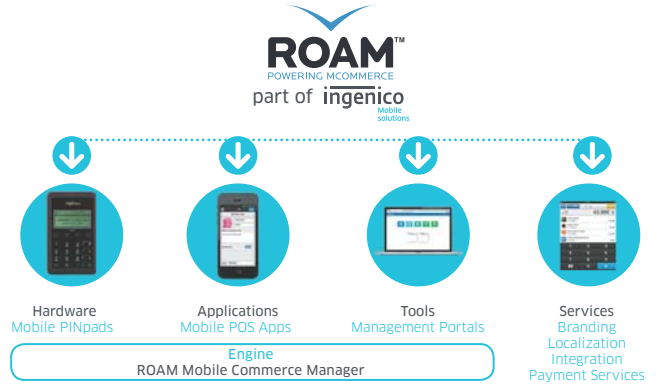 ROAM™
POWERING MCOMMERCE
part of ingenico
Mobile
solutions
Hardware
Mobile PINpads
Applications
Mobile POS Apps
Tools
Management Portals
Services
Branding
Localization
Integration
Payment Services
Engine
ROAM Mobile Commerce Manager